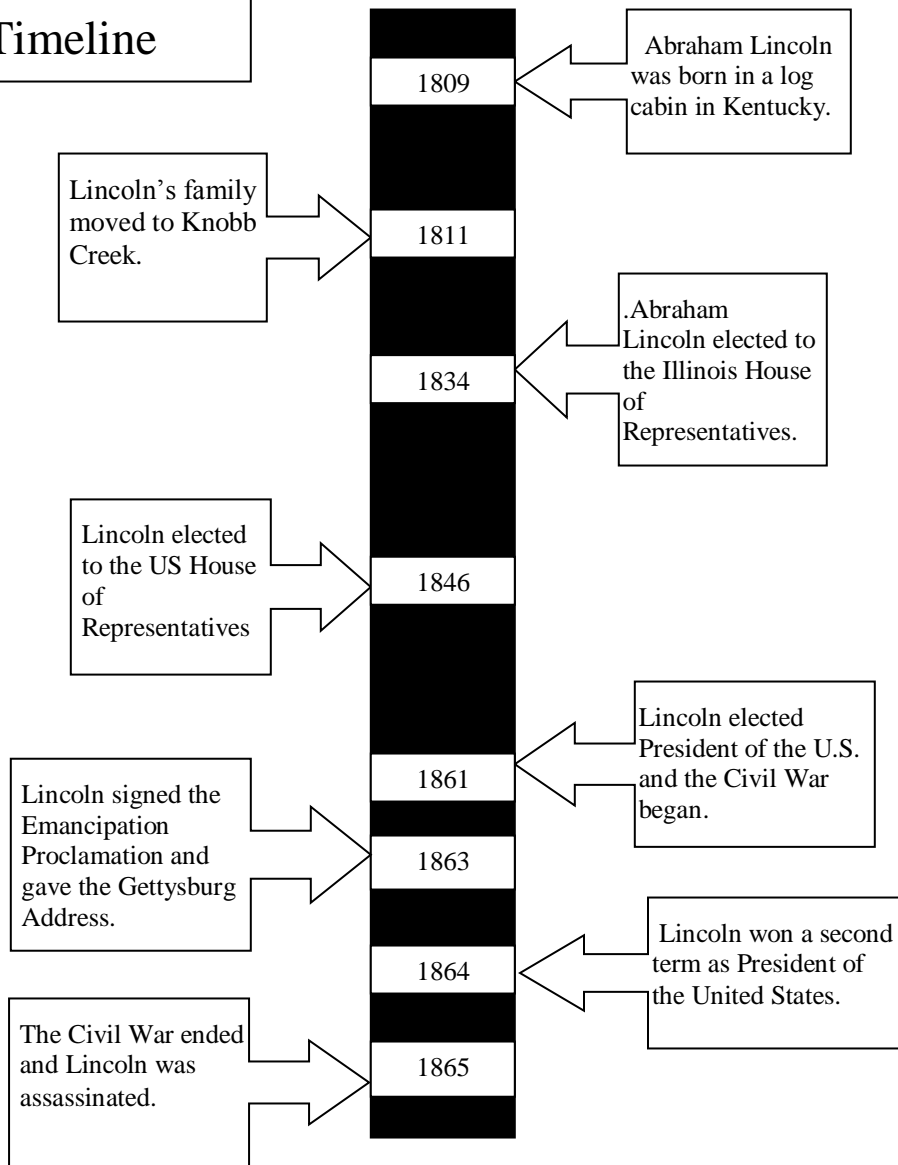 Timeline
1809
Abraham Lincoln
was born in a log
cabin in Kentucky.
Lincoln’s family
moved to Knobb
Creek.
1811
.Abraham
Lincoln elected to
the Illinois House
of
Representatives.
1834
Lincoln elected
to the US House
of
Representatives
1846
Lincoln elected
President of the U.S.
and the Civil War
began.
1861
Lincoln signed the
Emancipation
Proclamation and
gave the Gettysburg
Address.
1863
Lincoln won a second
term as President of
the United States.
1864
The Civil War ended
and Lincoln was
assassinated.
1865